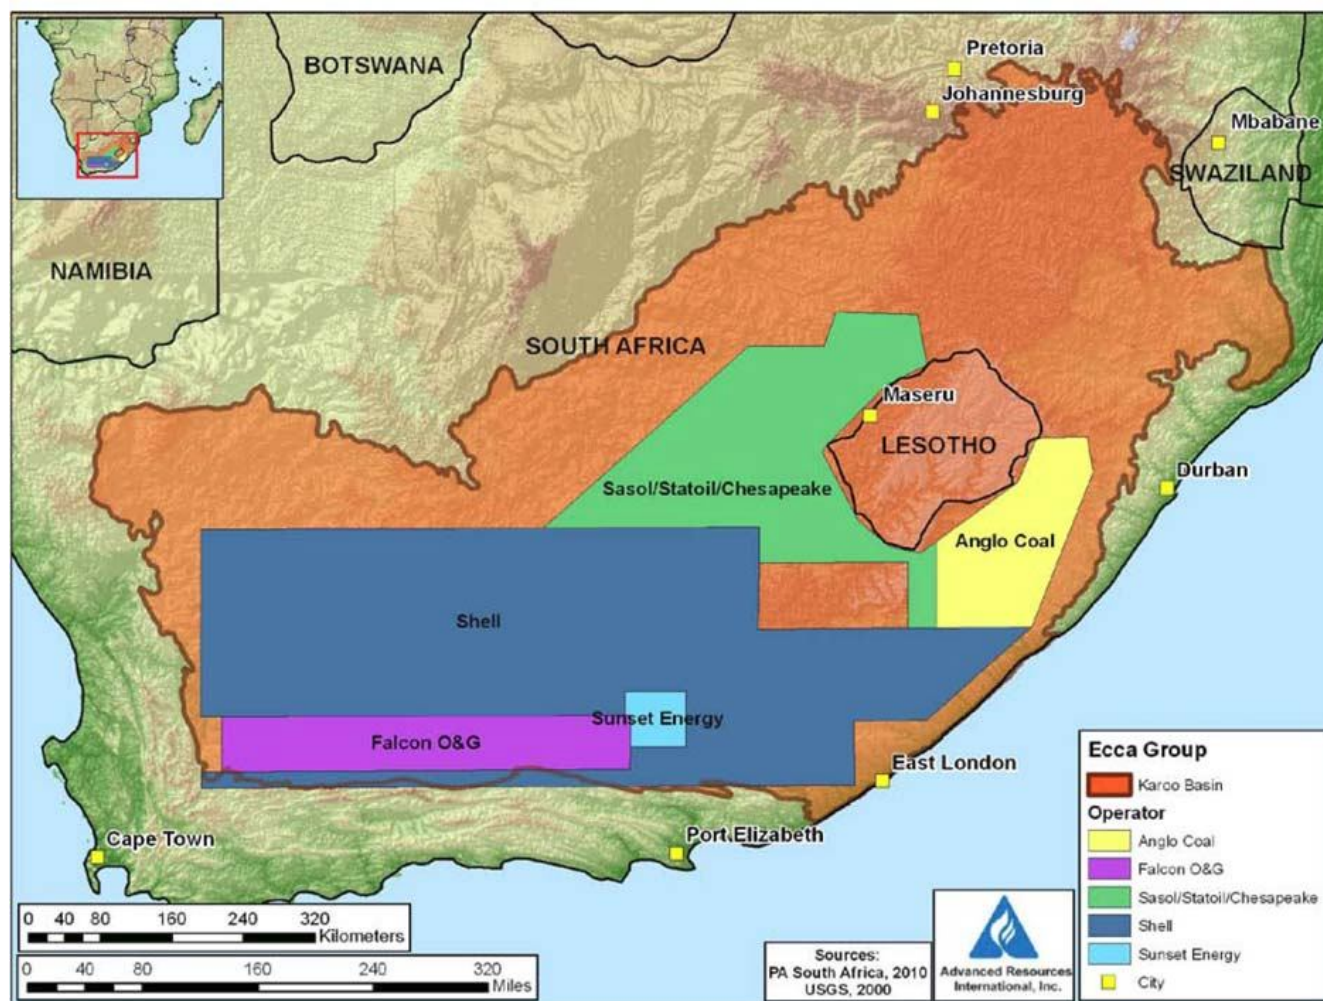 BOTSWANA
Pretoria
Johannesburg
Mbabane
SWAZILAND
NAMIBIA
SOUTH AFRICA
Maseru
LESOTHO
Durban
Sasol/Statoil/Chesapeake
Anglo Coal
Shell
Sunset Energy
Falcon O&G
East London
Port Elizabeth
Cape Town
Ecca Group
Karoo Basin
Operator
Anglo Coal
Falcon O&G
Sasol/Statoil/Chesapeake
Shell
Sunset Energy
City
0 40 80 160 240 320
Kilometers
0 40 80 160 240 320
Miles
Sources:
PA South Africa, 2010
USGS, 2000
Advanced Resources
International, Inc.